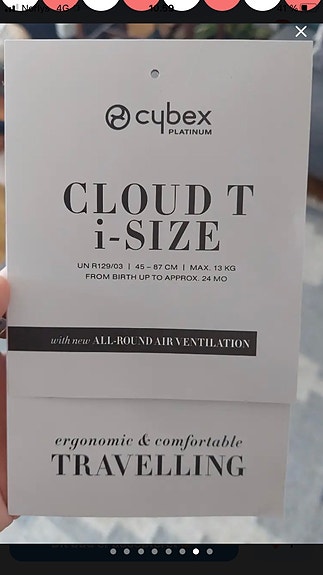 4G
cybex
PLATINUM
CLOUD T
i-SIZE
UN R129/03 | 45 – 87 CM | MAX. 13 KG
FROM BIRTH UP TO APPROX. 24 MO
with new ALL-ROUND AIR VENTILATION
ergonomic & comfortable
TRAVELLING